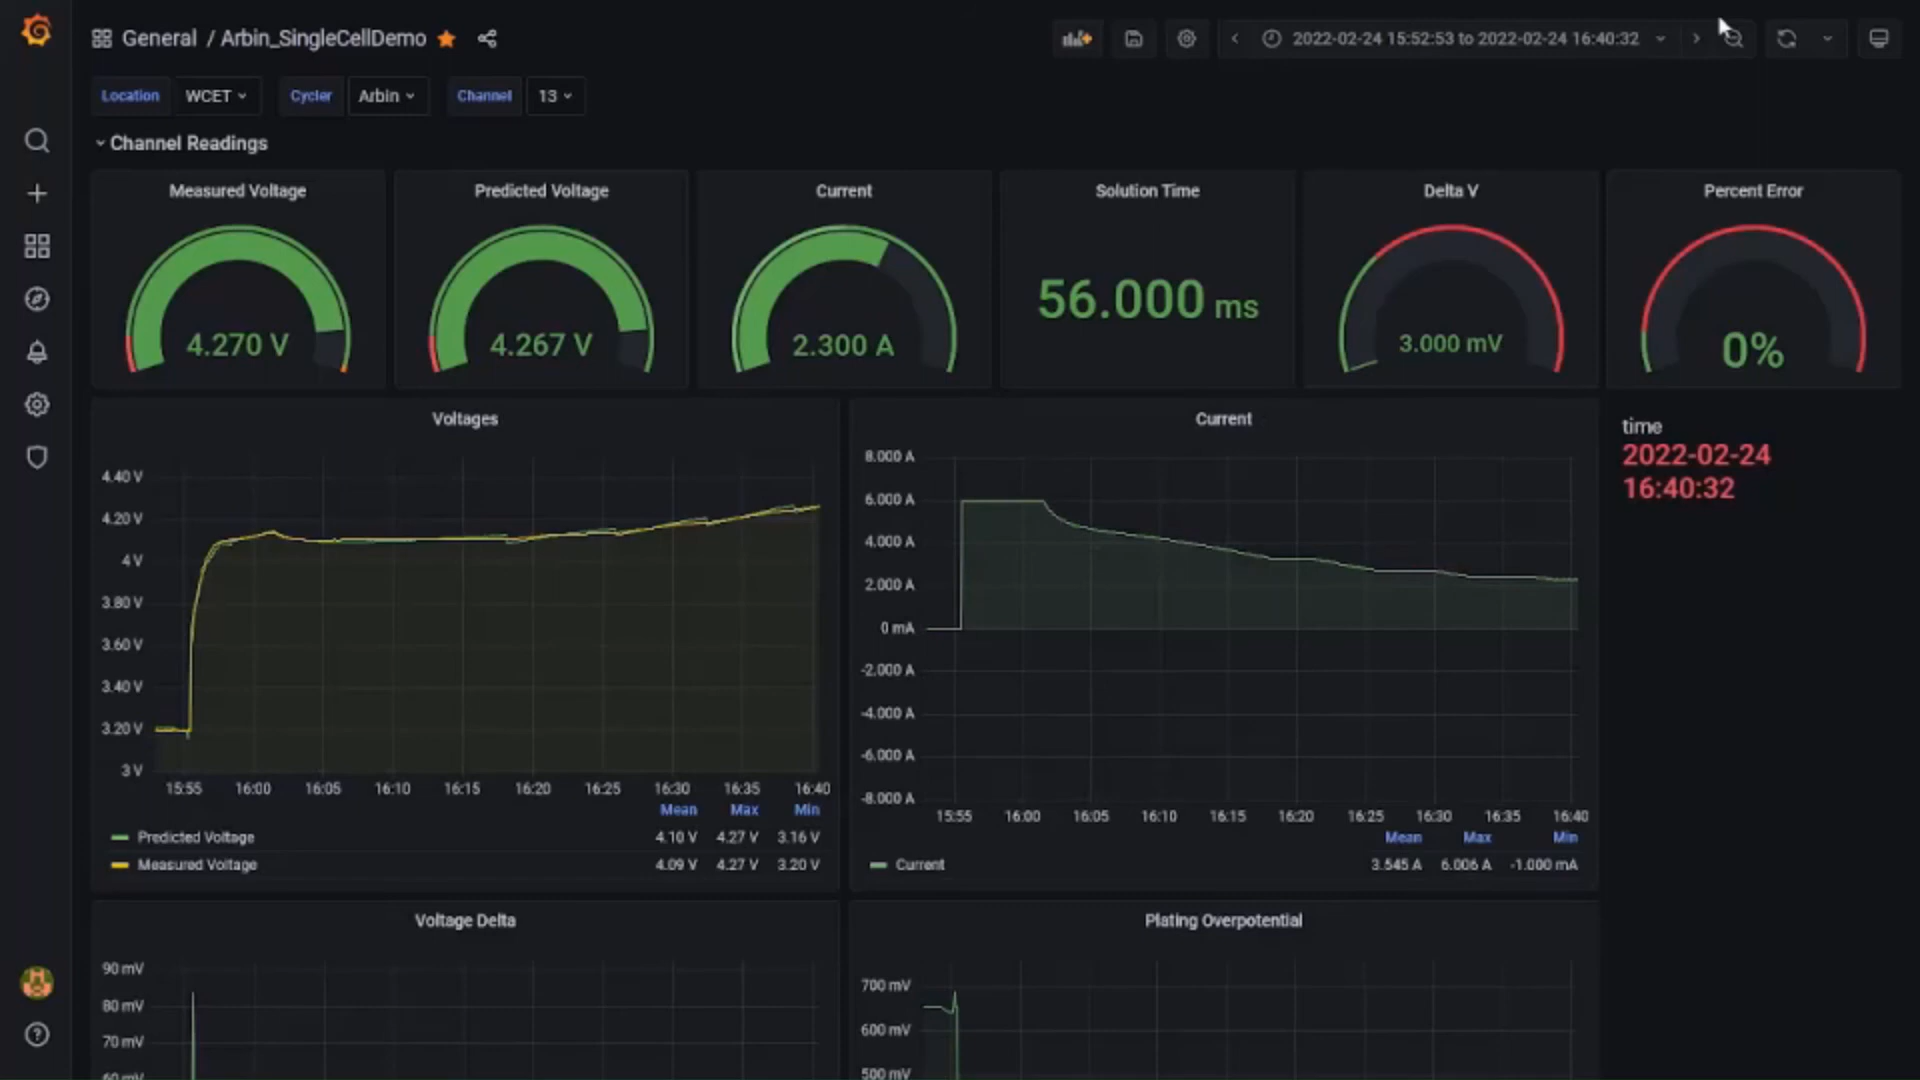 General / Arbin_SingleCellDemo
2022-02-24 15:52:53 to 2022-02-24 16:40:32
Location WCET Cycler Arbin Channel 13
Channel Readings
Measured Voltage
4.270 V
Predicted Voltage
4.267 V
Current
2.300 A
Solution Time
56.000 ms
Delta V
3.000 mV
Percent Error
0%
Voltages
4.40 V
4.20 V
4 V
3.80 V
3.60 V
3.40 V
3.20 V
3 V
15:55 16:00 16:05 16:10 16:15 16:20 16:25 16:30 16:35 16:40
Mean Max Min
Predicted Voltage 4.10 V 4.27 V 3.16 V
Measured Voltage 4.09 V 4.27 V 3.20 V
Current
8.000 A
6.000 A
4.000 A
2.000 A
0 mA
-2.000 A
-4.000 A
-6.000 A
-8.000 A
15:55 16:00 16:05 16:10 16:15 16:20 16:25 16:30 16:35 16:40
Mean Max Min
Current 3.545 A 6.006 A -1.000 mA
time
2022-02-24
16:40:32
Voltage Delta
90 mV
80 mV
70 mV
60 mV
Plating Overpotential
700 mV
600 mV
500 mV